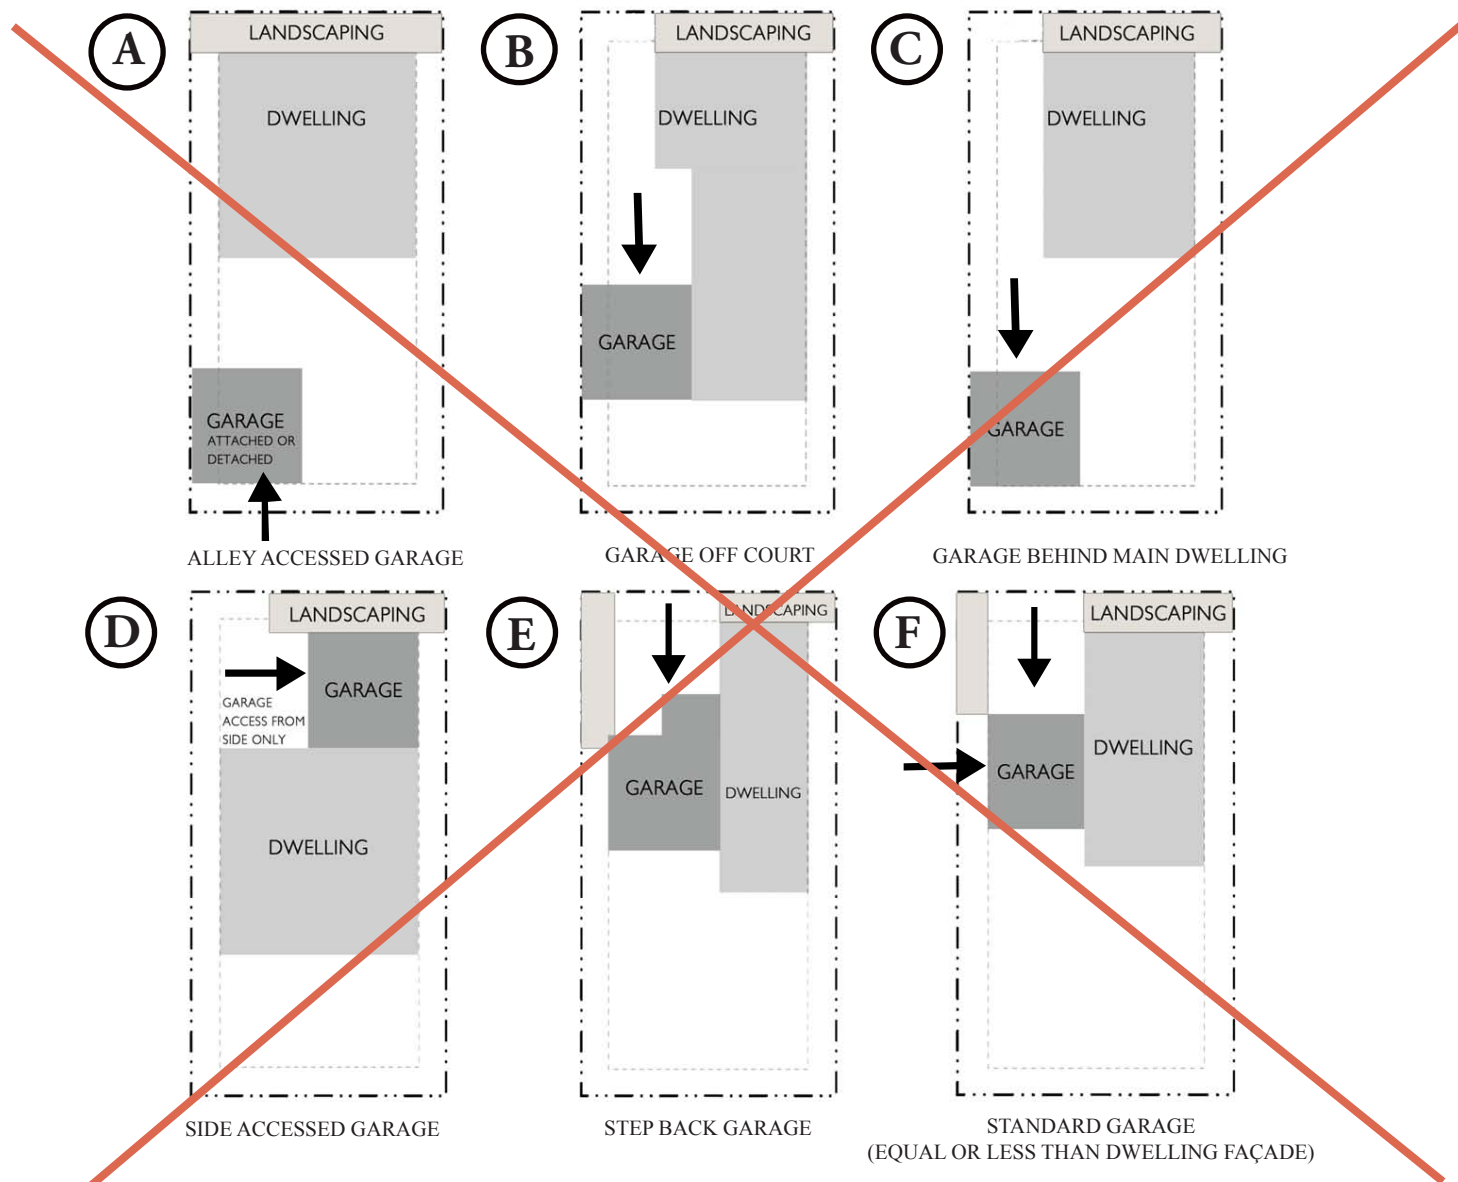 A
LANDSCAPING
DWELLING
GARAGE
ATTACHED OR
DETACHED
ALLEY ACCESSED GARAGE
B
LANDSCAPING
DWELLING
GARAGE
GARAGE OFF COURT
C
LANDSCAPING
DWELLING
GARAGE
GARAGE BEHIND MAIN DWELLING
D
LANDSCAPING
GARAGE
GARAGE
ACCESS FROM
SIDE ONLY
DWELLING
SIDE ACCESSED GARAGE
E
LANDSCAPING
GARAGE
DWELLING
STEP BACK GARAGE
F
LANDSCAPING
DWELLING
GARAGE
STANDARD GARAGE
(EQUAL OR LESS THAN DWELLING FAÇADE)